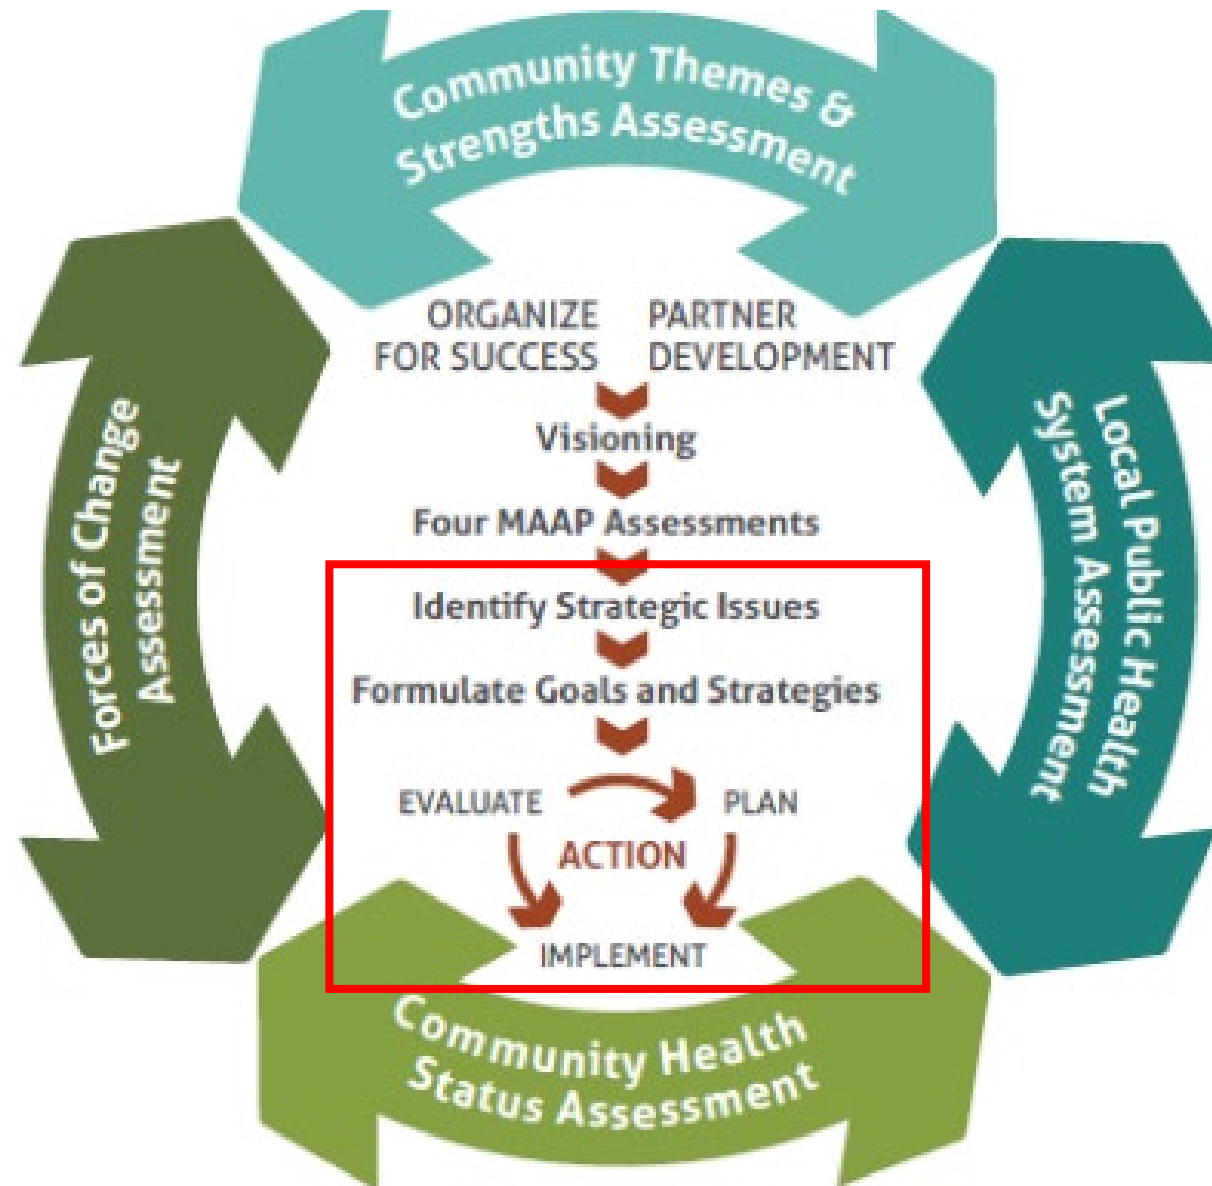 Community Themes &
Strengths Assessment
ORGANIZE
FOR SUCCESS
PARTNER
DEVELOPMENT
Visioning
Four MAAP Assessments
Identify Strategic Issues
Formulate Goals and Strategies
EVALUATE
PLAN
ACTION
IMPLEMENT
Forces of Change
Assessment
Local Public Health
System Assessment
Community Health
Status Assessment